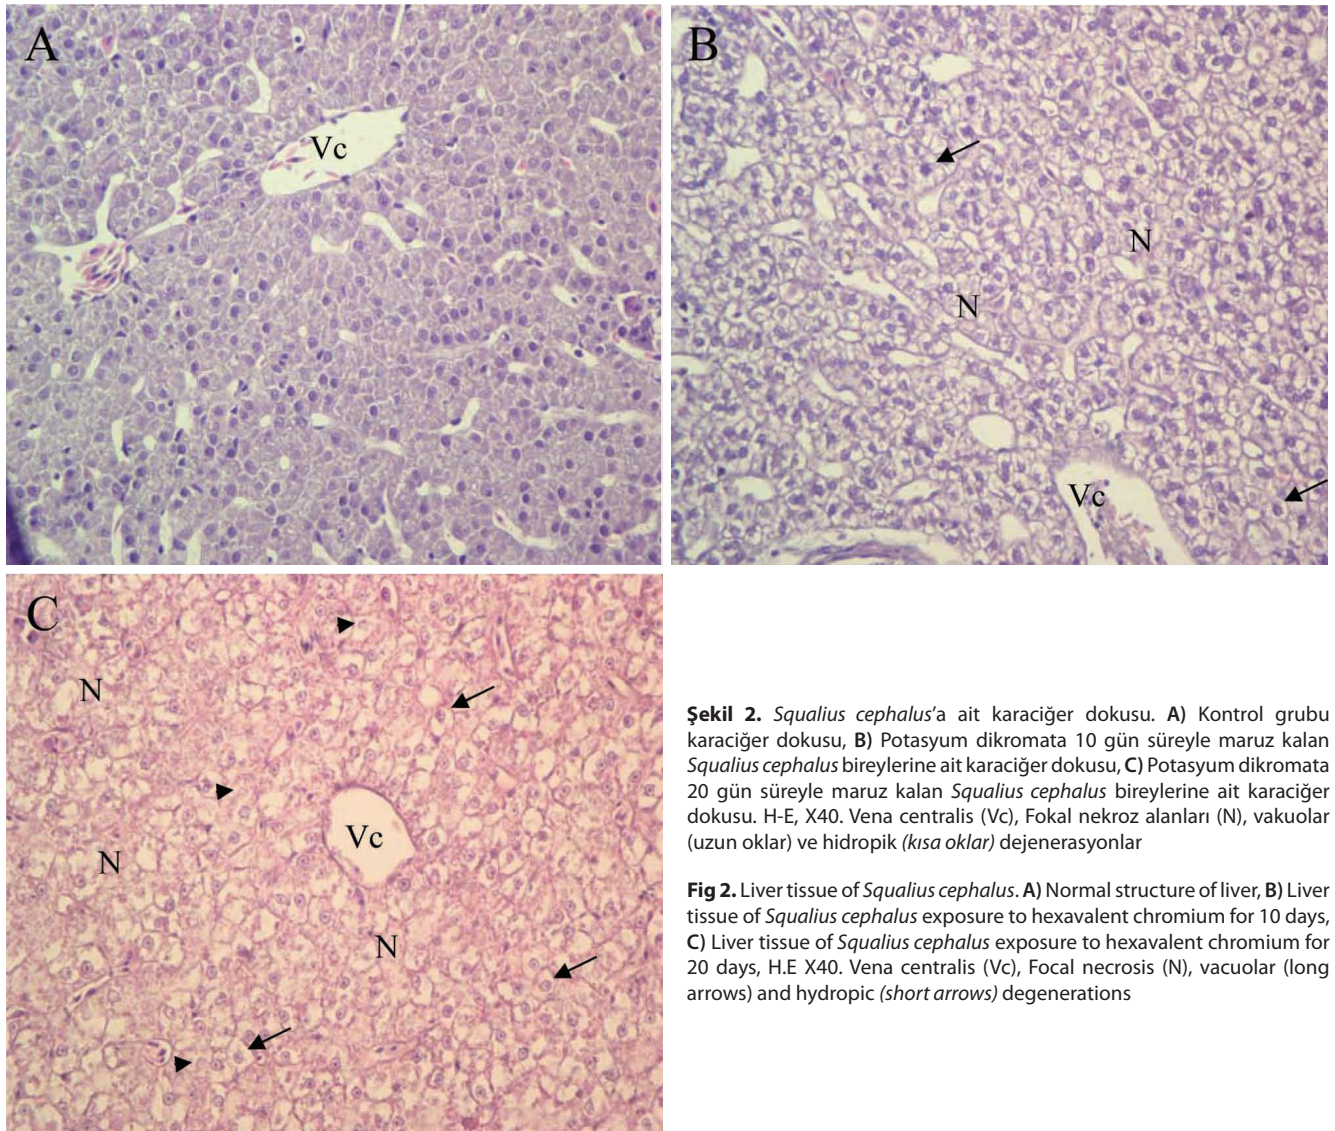 A
Vc
B
N
N
Vc
C
N
N
Vc
N
Şekil 2. Squalius cephalus'a ait karaciğer dokusu. A) Kontrol grubu
karaciğer dokusu, B) Potasyum dikromata 10 gün süreyle maruz kalan
Squalius cephalus bireylerine ait karaciğer dokusu, C) Potasyum dikromata
20 gün süreyle maruz kalan Squalius cephalus bireylerine ait karaciğer
dokusu. H-E, X40. Vena centralis (Vc), Fokal nekroz alanları (N), vakuolar
(uzun oklar) ve hidropik (kısa oklar) dejenerasyonlar
Fig 2. Liver tissue of Squalius cephalus. A) Normal structure of liver, B) Liver
tissue of Squalius cephalus exposure to hexavalent chromium for 10 days,
C) Liver tissue of Squalius cephalus exposure to hexavalent chromium for
20 days, H.E X40. Vena centralis (Vc), Focal necrosis (N), vacuolar (long
arrows) and hydropic (short arrows) degenerations